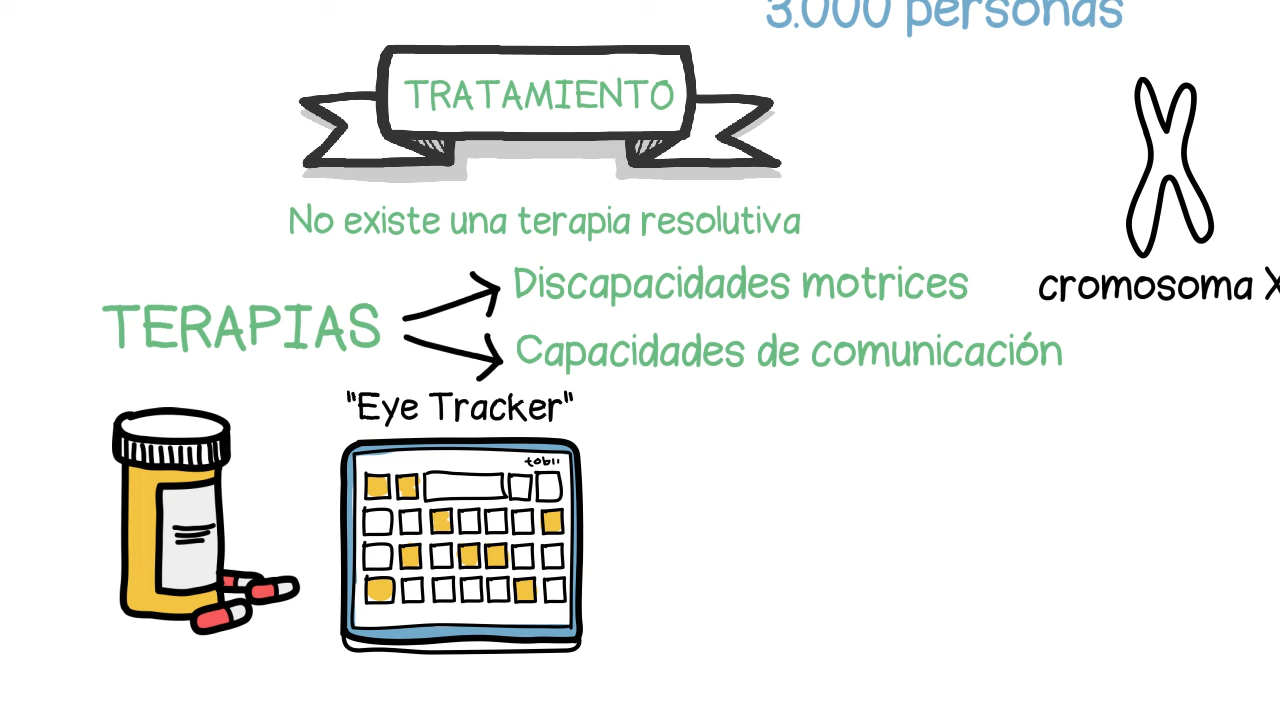 3.000 personas
TRATAMIENTO
No existe una terapia resolutiva
TERAPIAS
Discapacidades motrices
Capacidades de comunicación
cromosoma X
"Eye Tracker"
tobii